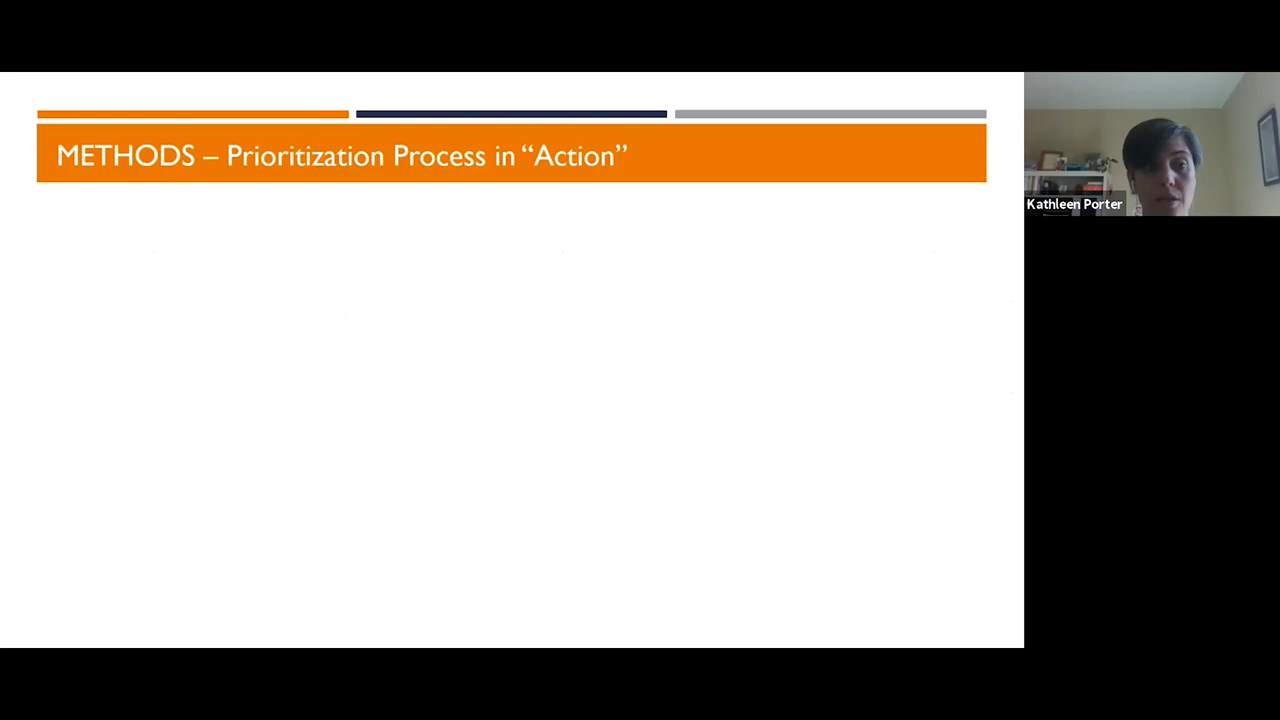 METHODS – Prioritization Process in “Action”
Kathleen Porter